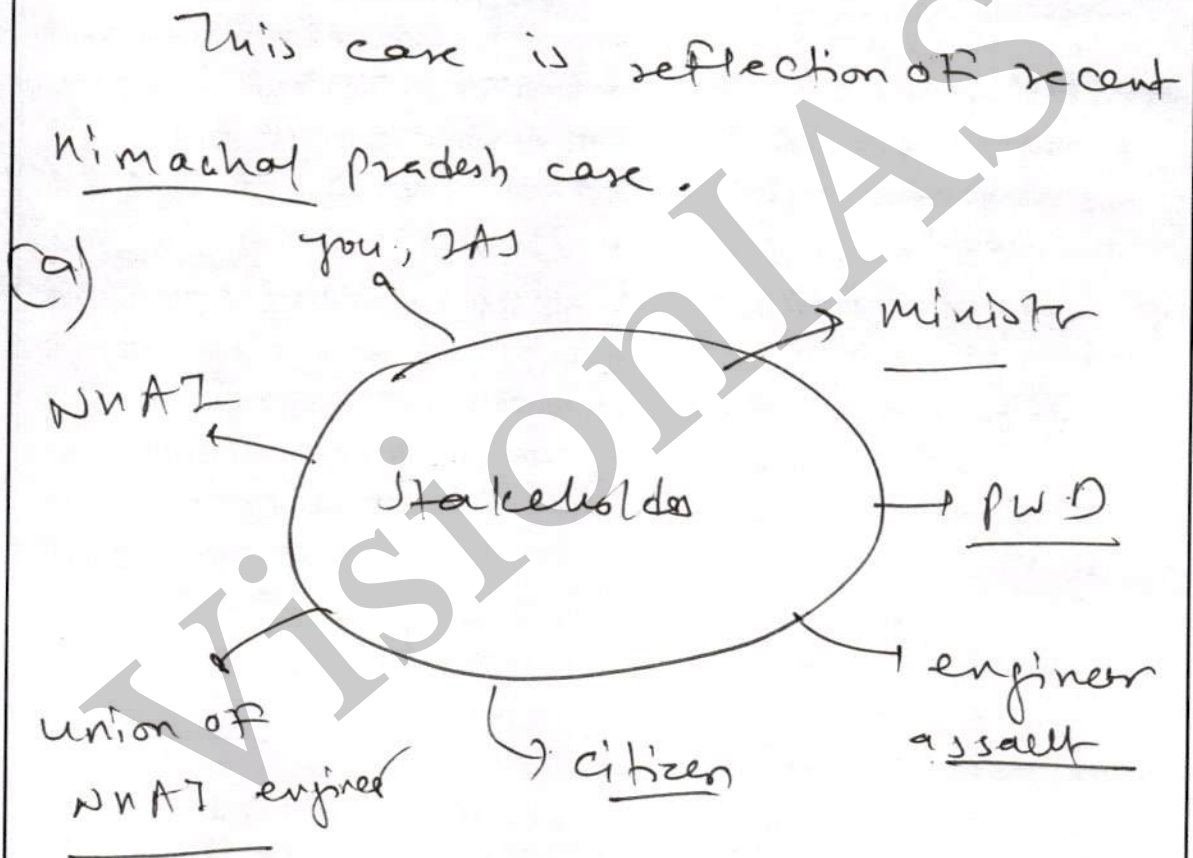 This case is reflection of recent
Himachal Pradesh case.
a)
you, IAS
Minister
NHAI
Stakeholder
PWD
engineer
assault
citizen
union of
NHAI engineer
VisionIAS